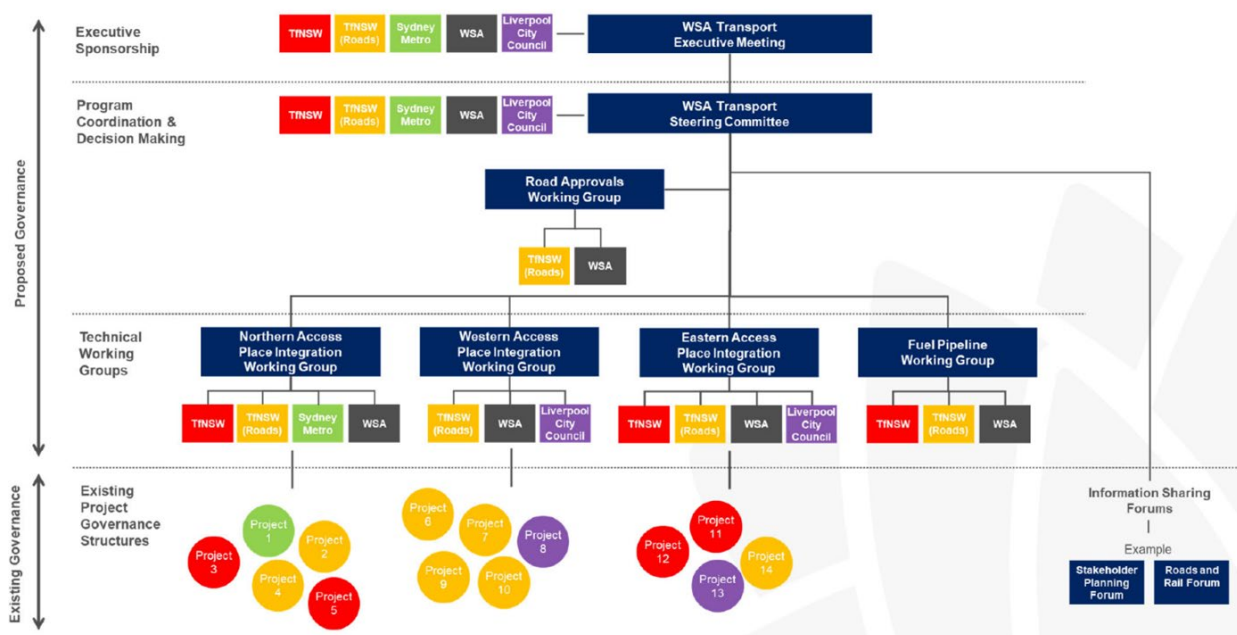 Proposed Governance
Existing Governance
Executive
Sponsorship
TfNSW
TfNSW
(Roads)
Sydney
Metro
WSA
Liverpool
City
Council
WSA Transport
Executive Meeting
Program
Coordination &
Decision Making
TfNSW
TfNSW
(Roads)
Sydney
Metro
WSA
Liverpool
City
Council
WSA Transport
Steering Committee
Road Approvals
Working Group
TfNSW
(Roads)
WSA
Technical
Working
Groups
Northern Access
Place Integration
Working Group
TfNSW
TfNSW
(Roads)
Sydney
Metro
WSA
Western Access
Place Integration
Working Group
TfNSW
(Roads)
WSA
Liverpool
City
Council
Eastern Access
Place Integration
Working Group
TfNSW
TfNSW
(Roads)
WSA
Liverpool
City
Council
Fuel Pipeline
Working Group
TfNSW
TfNSW
(Roads)
WSA
Existing
Project
Governance
Structures
Project
1
Project
2
Project
3
Project
4
Project
5
Project
6
Project
7
Project
8
Project
9
Project
10
Project
11
Project
12
Project
13
Project
14
Information Sharing
Forums
Example
Stakeholder
Planning
Forum
Roads and
Rail Forum